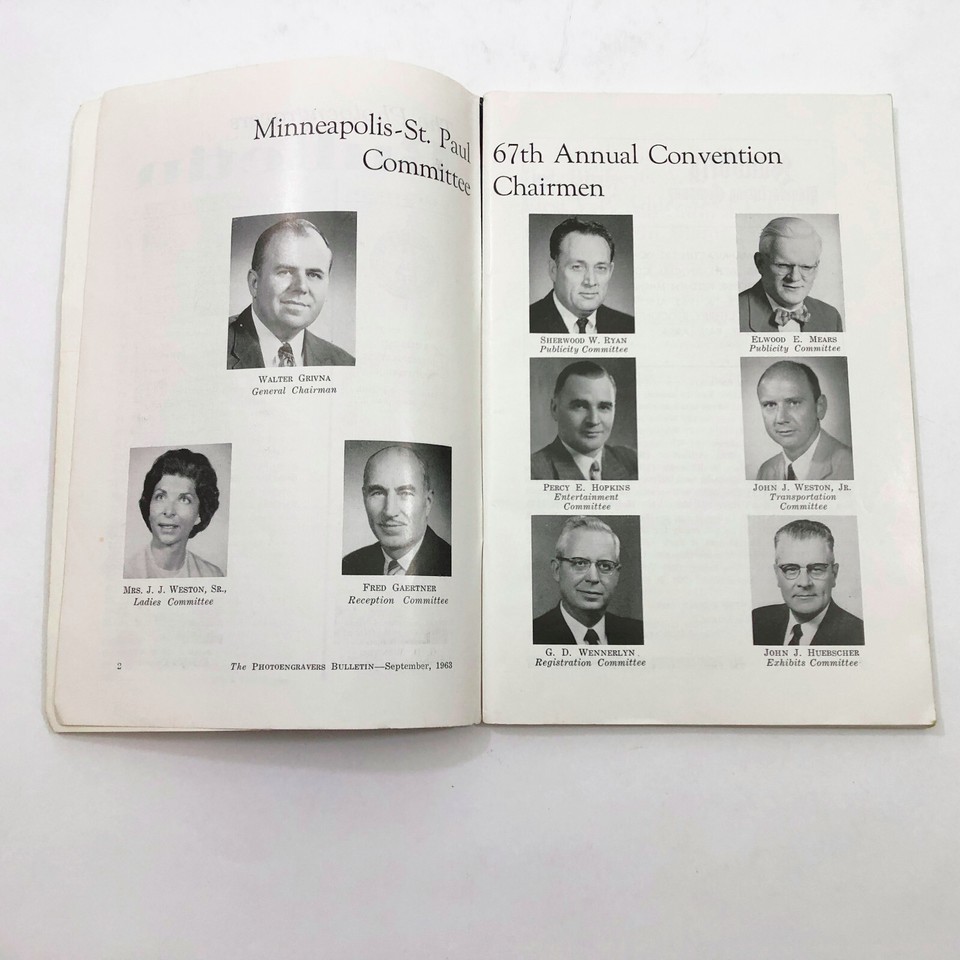 Minneapolis-St. Paul
Committee
WALTER GRIVNA
General Chairman
MRS. J. J. WESTON, SR.,
Ladies Committee
FRED GAERTNER
Reception Committee
2
The PHOTOENGRAVERS BULLETIN—September, 1963
67th Annual Convention
Chairmen
SHERWOOD W. RYAN
Publicity Committee
ELWOOD E. MEARS
Publicity Committee
PERCY E. HOPKINS
Entertainment
Committee
JOHN J. WESTON, JR.
Transportation
Committee
G. D. WENNERLYN
Registration Committee
JOHN J. HUEBSCHER
Exhibits Committee